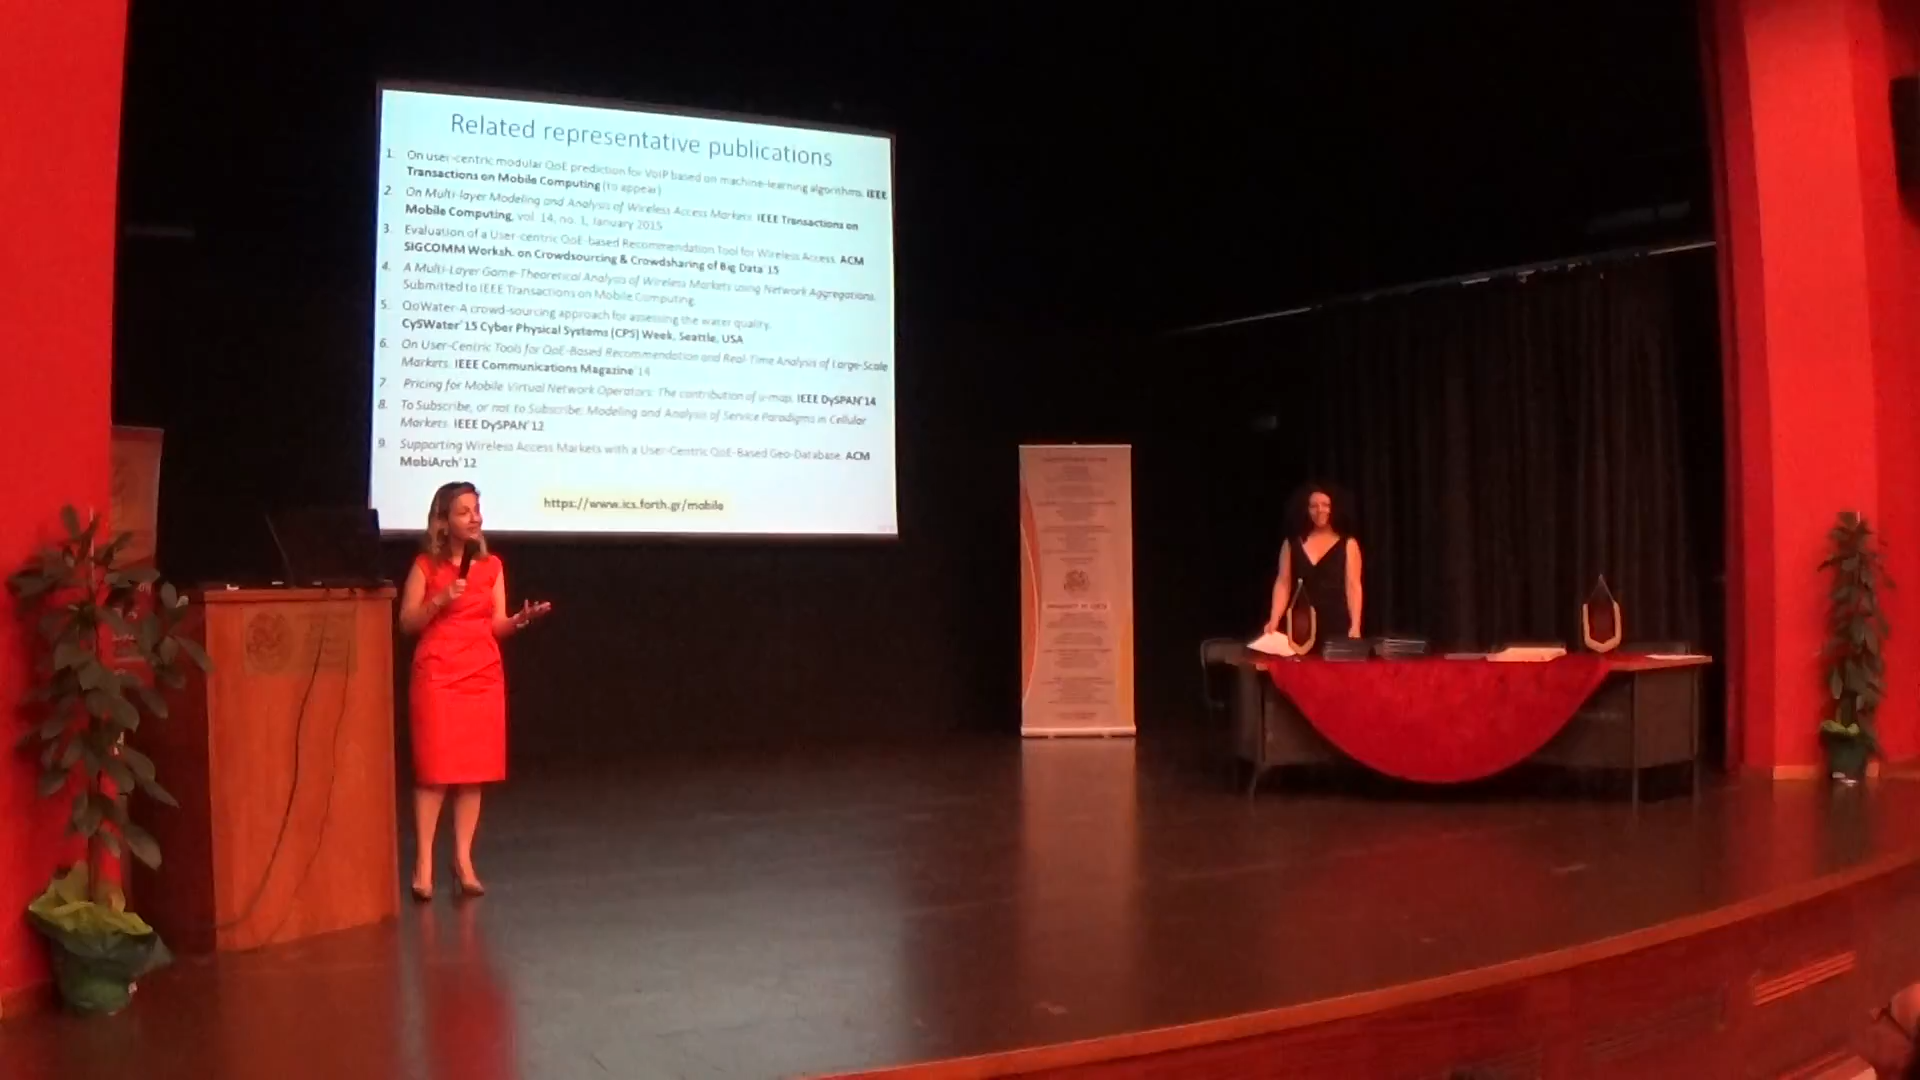 Related representative publications
1. On user-centric modular QoE prediction for VoIP based on machine-learning algorithms. IEEE
Transactions on Mobile Computing (to appear)
2. On Multi-layer Modeling and Analysis of Wireless Access Markets. IEEE Transactions on
Mobile Computing, vol. 14, no. 1, January 2015
3. Evaluation of a User-centric QoE-based Recommendation Tool for Wireless Access. ACM
SIGCOMM Worksh. on Crowdsourcing & Crowdsharing of Big Data'15
4. A Multi-Layer Game-Theoretical Analysis of Wireless Markets using Network Aggregations.
Submitted to IEEE Transactions on Mobile Computing.
5. QoWater-A crowd-sourcing approach for assessing the water quality.
CySWater'15 Cyber Physical Systems (CPS) Week, Seattle, USA
6. On User-Centric Tools for QoE-Based Recommendation and Real-Time Analysis of Large-Scale
Markets. IEEE Communications Magazine'14
7. Pricing for Mobile Virtual Network Operators: The contribution of u-map. IEEE DySPAN'14
8. To Subscribe, or not to Subscribe: Modeling and Analysis of Service Paradigms in Cellular
Markets. IEEE DySPAN'12
9. Supporting Wireless Access Markets with a User-Centric QoE-Based Geo-Database. ACM
MobiArch'12
https://www.ics.forth.gr/mobile
UNIVERSITY OF CRETE